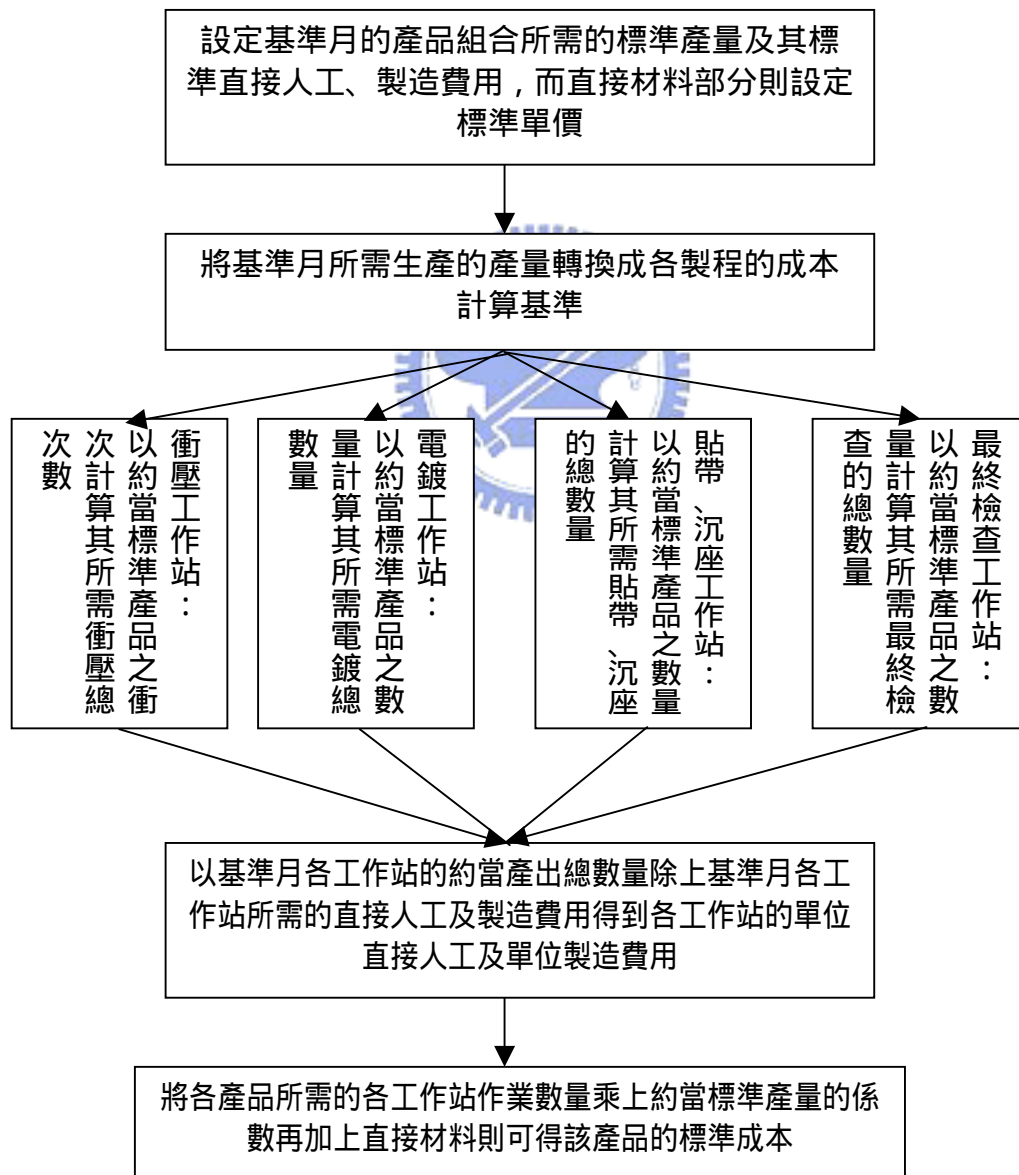 設定基準月的產品組合所需的標準產量及其標
準直接人工、製造費用，而直接材料部分則設定
標準單價
將基準月所需生產的產量轉換成各製程的成本
計算基準
衝壓工作站：
以約當標準產品之衝
次計算其所需衝壓總
次數
電鍍工作站：
以約當標準產品之數
量計算其所需電鍍總
數量
貼帶、沉座工作站：
以約當標準產品之數量
計算其所需貼帶、沉座
的總數量
最終檢查工作站：
以約當標準產品之數
量計算其所需最終檢
查的總數量
以基準月各工作站的約當產出總數量除上基準月各工
作站所需的直接人工及製造費用得到各工作站的單位
直接人工及單位製造費用
將各產品所需的各工作站作業數量乘上約當標準產量的係
數再加上直接材料則可得該產品的標準成本